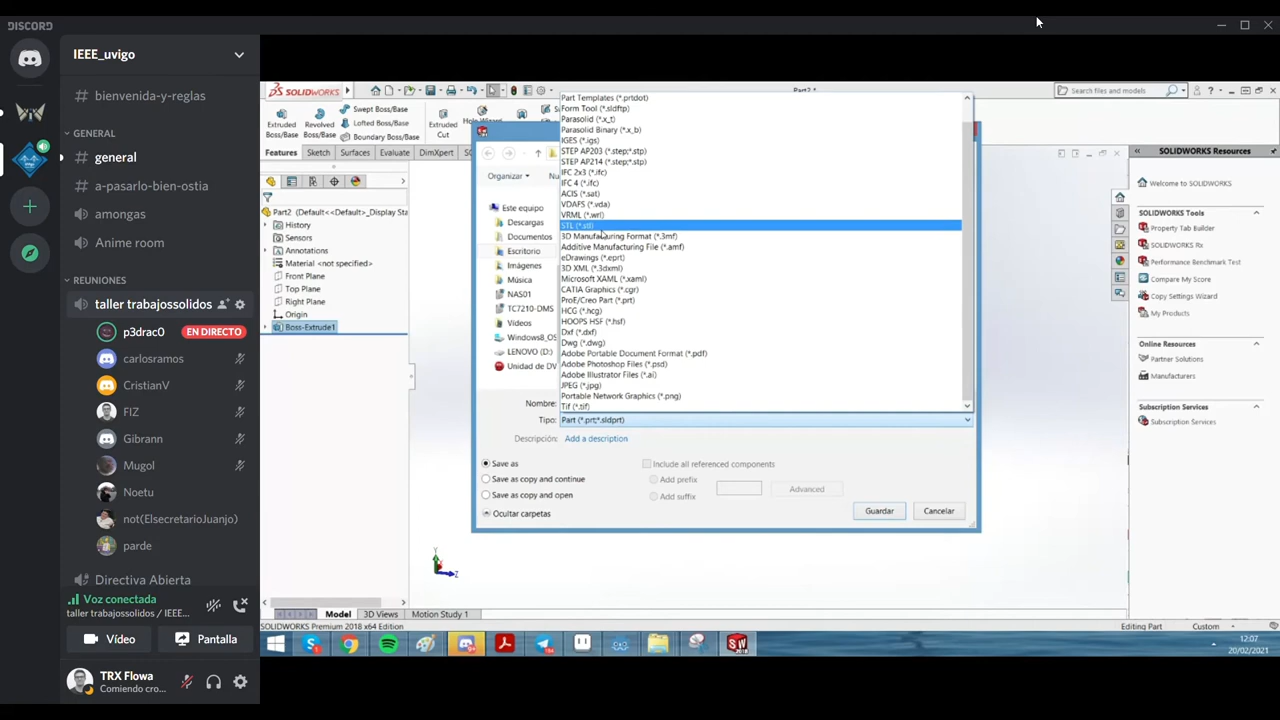 DISCORD
IEEE_uvigo
bienvenida-y-reglas
GENERAL
general
a-pasarlo-bien-ostia
amongas
Anime room
REUNIONES
taller trabajossolidos
p3drac0 EN DIRECTO
carlosramos
CristianV
FIZ
Gibrann
Mugol
Noetu
not(ElsecretarioJuanjo)
parde
Directiva Abierta
Voz conectada
taller trabajossolidos / IEEE...
Vídeo Pantalla
TRX Flowa
Comiendo cro...
SOLIDWORKS
Part2 *
Search files and models
Extruded Boss/Base
Revolved Boss/Base
Swept Boss/Base
Lofted Boss/Base
Boundary Boss/Base
Extruded Cut
Hole Wizard
Features Sketch Surfaces Evaluate DimXpert
Part2 (Default<<Default>_Display Sta
History
Sensors
Annotations
Material <not specified>
Front Plane
Top Plane
Right Plane
Origin
Boss-Extrude1
Organizar
Este equipo
Descargas
Documentos
Escritorio
Imágenes
Música
NAS01
TC7210-DMS
Vídeos
Windows8_OS
LENOVO (D:)
Unidad de DV
Part Templates (*.prtdot)
Form Tool (*.sldftp)
Parasolid (*.x_t)
Parasolid Binary (*.x_b)
IGES (*.igs)
STEP AP203 (*.step;*.stp)
STEP AP214 (*.step;*.stp)
IFC 2x3 (*.ifc)
IFC 4 (*.ifc)
ACIS (*.sat)
VDAFS (*.vda)
VRML (*.wrl)
STL (*.stl)
3D Manufacturing Format (*.3mf)
Additive Manufacturing File (*.amf)
eDrawings (*.eprt)
3D XML (*.3dxml)
Microsoft XAML (*.xaml)
CATIA Graphics (*.cgr)
ProE/Creo Part (*.prt)
HCG (*.hcg)
HOOPS HSF (*.hsf)
Dxf (*.dxf)
Dwg (*.dwg)
Adobe Portable Document Format (*.pdf)
Adobe Photoshop Files (*.psd)
Adobe Illustrator Files (*.ai)
JPEG (*.jpg)
Portable Network Graphics (*.png)
Tif (*.tif)
Nombre:
Tipo: Part (*.prt;*.sldprt)
Descripción: Add a description
Save as
Save as copy and continue
Save as copy and open
Include all referenced components
Add prefix
Add suffix
Advanced
Ocultar carpetas
Guardar Cancelar
SOLIDWORKS Resources
Welcome to SOLIDWORKS
SOLIDWORKS Tools
Property Tab Builder
SOLIDWORKS Rx
Performance Benchmark Test
Compare My Score
Copy Settings Wizard
My Products
Online Resources
Partner Solutions
Manufacturers
Subscription Services
Subscription Services
Y
Z
Model 3D Views Motion Study 1
SOLIDWORKS Premium 2018 x64 Edition
Editing Part Custom
12:07
20/02/2021